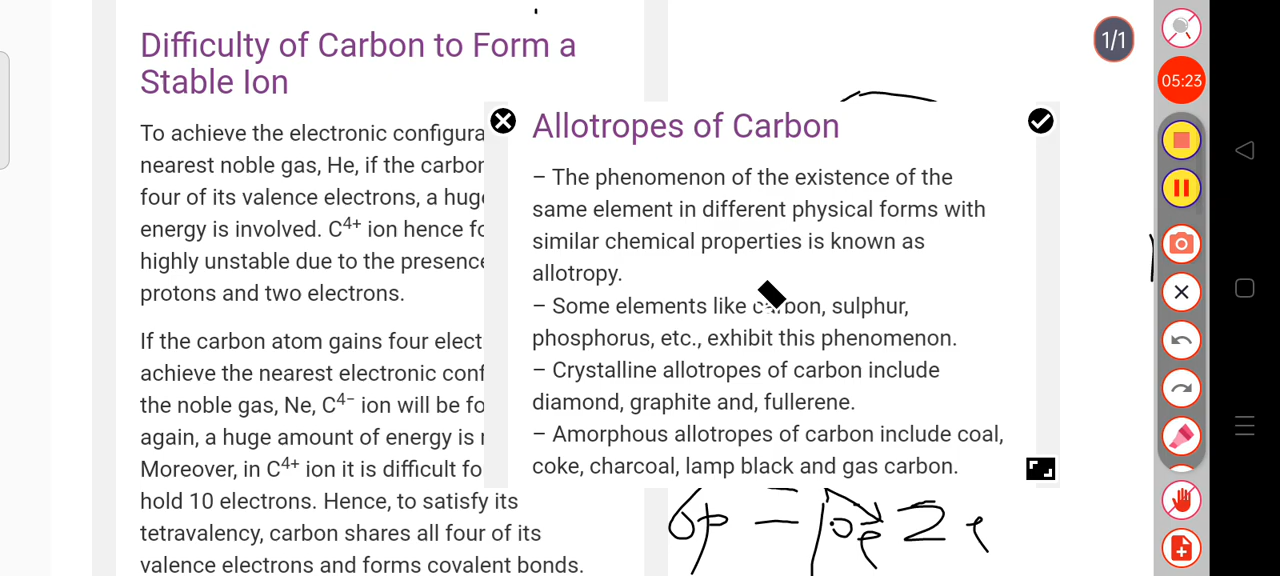 Difficulty of Carbon to Form a
Stable Ion
To achieve the electronic configura
nearest noble gas, He, if the carbon
four of its valence electrons, a huge
energy is involved. C⁴⁺ ion hence fo
highly unstable due to the presence
protons and two electrons.
If the carbon atom gains four elect
achieve the nearest electronic conf
the noble gas, Ne, C⁴⁻ ion will be fo
again, a huge amount of energy is r
Moreover, in C⁴⁺ ion it is difficult fo
hold 10 electrons. Hence, to satisfy its
tetravalency, carbon shares all four of its
valence electrons and forms covalent bonds.
Allotropes of Carbon
– The phenomenon of the existence of the
same element in different physical forms with
similar chemical properties is known as
allotropy.
– Some elements like carbon, sulphur,
phosphorus, etc., exhibit this phenomenon.
– Crystalline allotropes of carbon include
diamond, graphite and, fullerene.
– Amorphous allotropes of carbon include coal,
coke, charcoal, lamp black and gas carbon.
6p
1/1
05:23